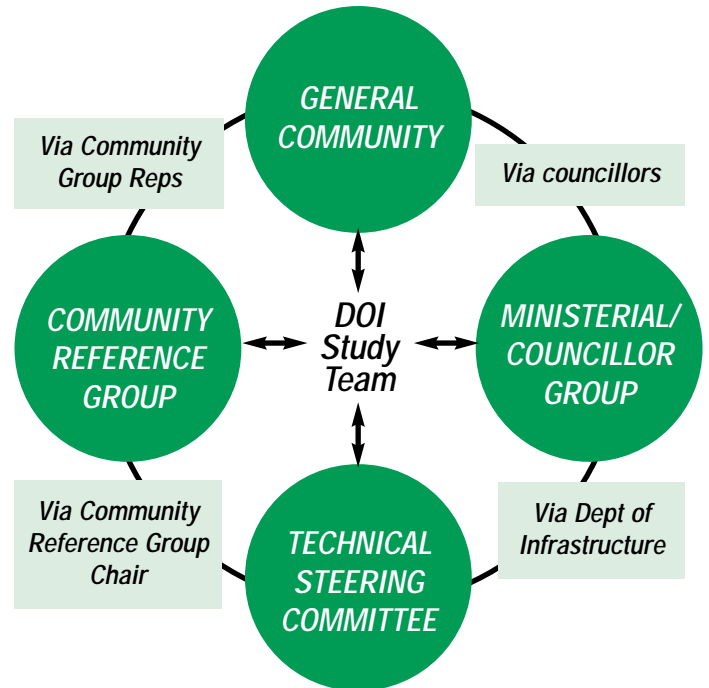 GENERAL
COMMUNITY
Via Community
Group Reps
Via councillors
COMMUNITY
REFERENCE
GROUP
DOI
Study
Team
MINISTERIAL/
COUNCILLOR
GROUP
Via Community
Reference Group
Chair
Via Dept of
Infrastructure
TECHNICAL
STEERING
COMMITTEE